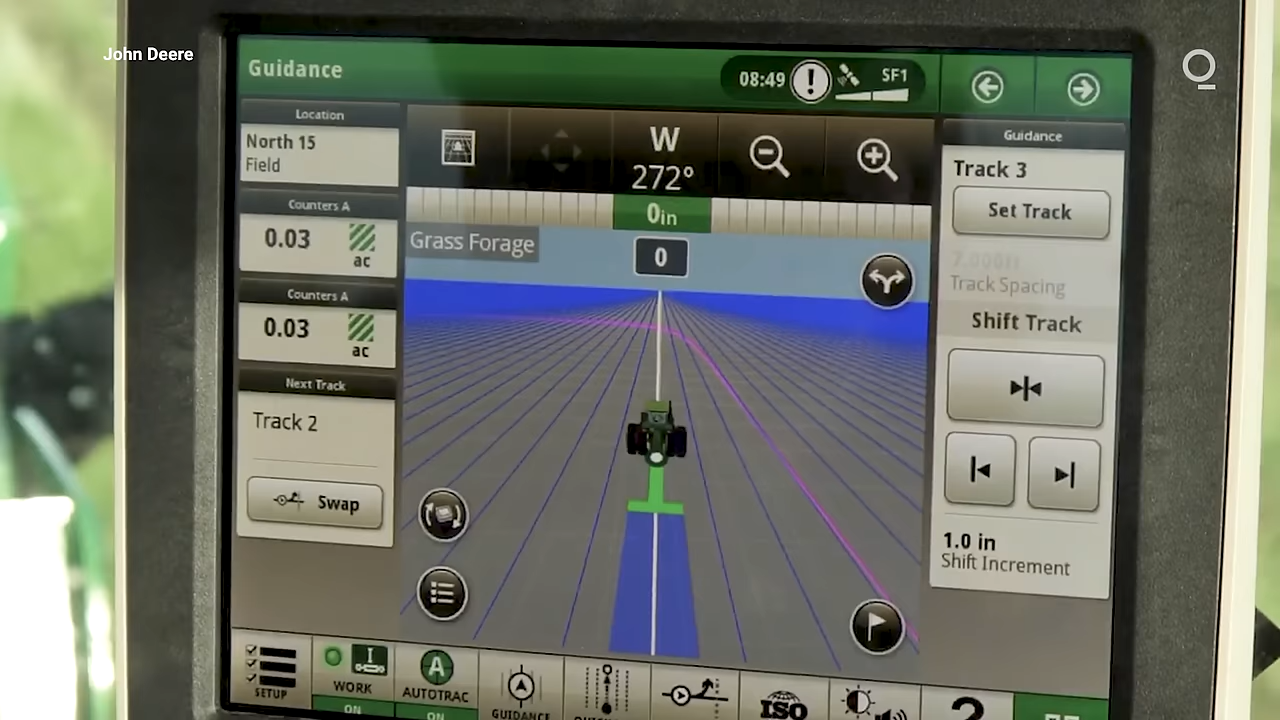 John Deere
Guidance
08:49
SF1
Location
North 15
Field
Counters A
0.03
ac
Counters A
0.03
ac
Next Track
Track 2
Swap
W
272°
0in
0
Grass Forage
Guidance
Track 3
Set Track
7.000ft
Track Spacing
Shift Track
1.0 in
Shift Increment
SETUP
I
WORK
ON
A
AUTOTRAC
ON
GUIDANCE
ISO
?